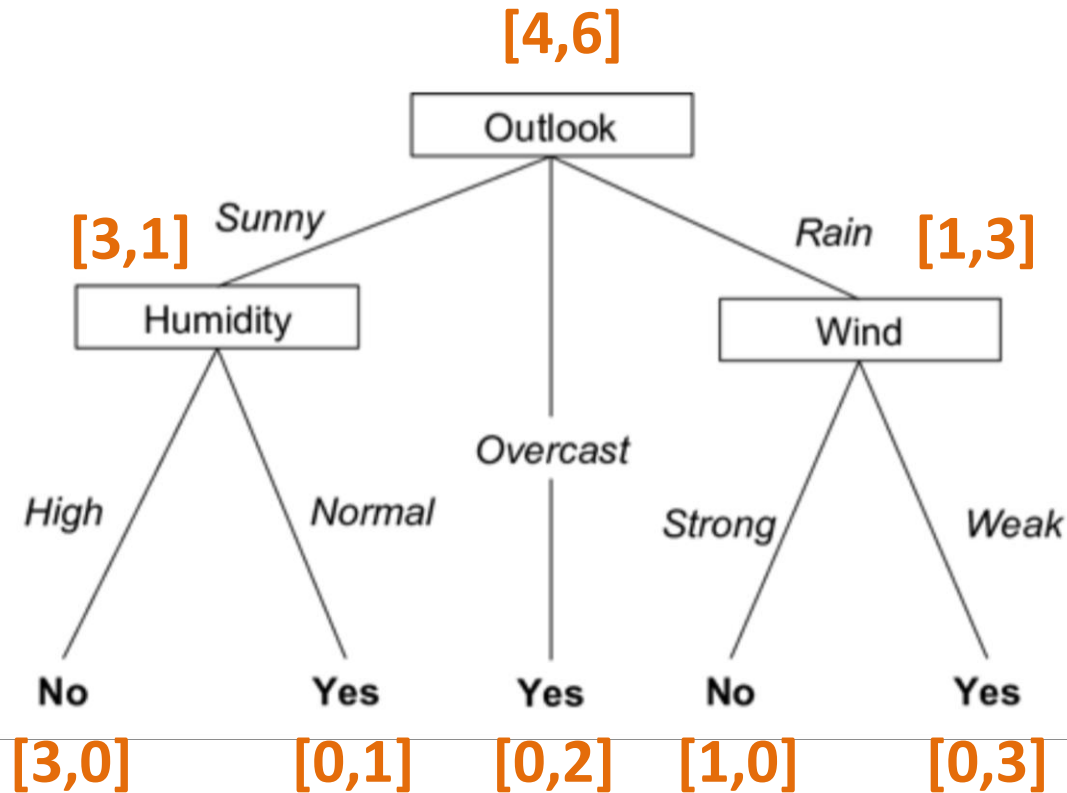 [4,6]
Outlook
Sunny
Rain
[3,1]
[1,3]
Humidity
Wind
Overcast
High
Normal
Strong
Weak
No
Yes
Yes
No
Yes
[3,0]
[0,1]
[0,2]
[1,0]
[0,3]